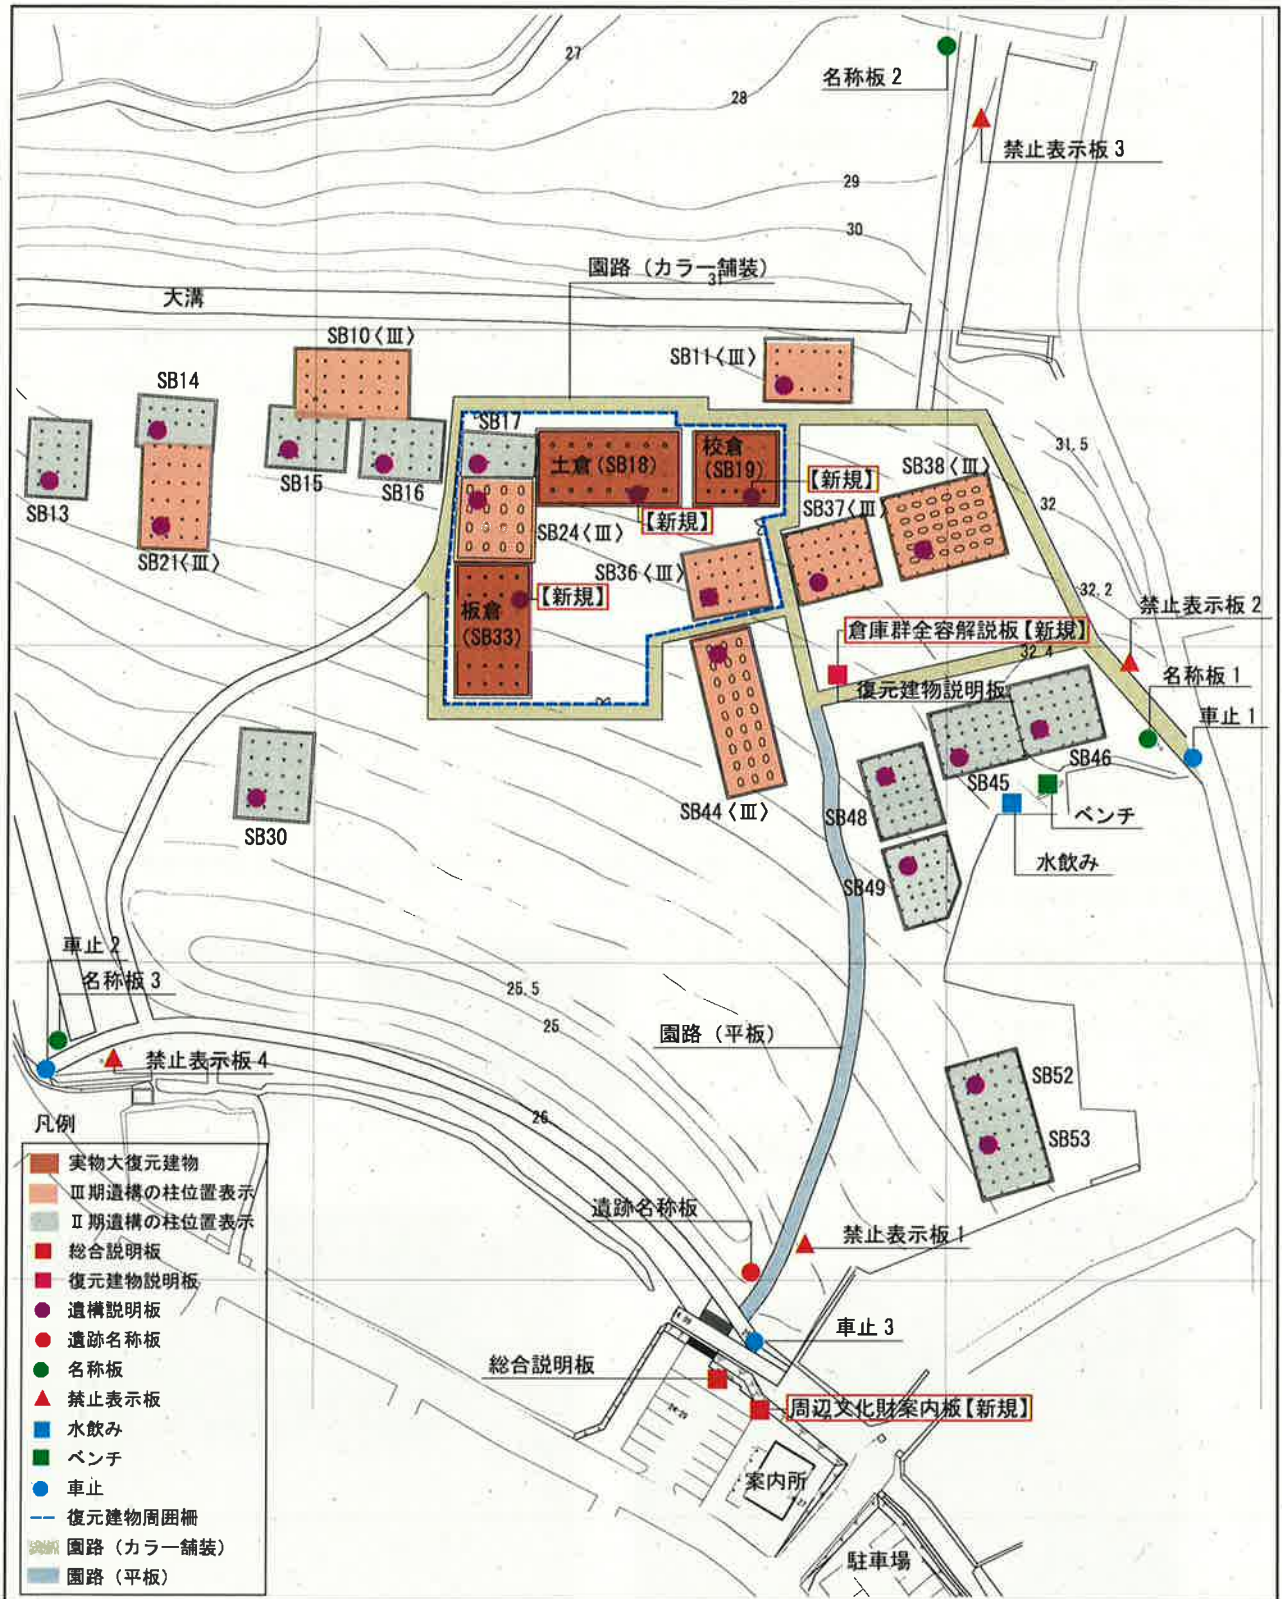 27
名称板 2
28
禁止表示板 3
29
30
園路（カラー舗装）
31
大溝
SB10〈Ⅲ〉
SB11〈Ⅲ〉
SB14
SB17
31.5
校倉
(SB19)
土倉(SB18)
SB38〈Ⅲ〉
【新規】
SB15
SB16
SB13
32
SB37〈Ⅲ〉
【新規】
SB24〈Ⅲ〉
SB21〈Ⅲ〉
SB36〈Ⅲ〉
32.2
【新規】
板倉
(SB33)
禁止表示板 2
倉庫群全容解説板【新規】
32.4
名称板 1
復元建物説明板
車止 1
SB46
SB45
SB44〈Ⅲ〉
SB48
ベンチ
SB30
水飲み
SB49
車止 2
名称板 3
25.5
25
園路（平板）
禁止表示板 4
SB52
26
SB53
遺跡名称板
禁止表示板 1
車止 3
総合説明板
周辺文化財案内板【新規】
案内所
駐車場
凡例
実物大復元建物
Ⅲ期遺構の柱位置表示
Ⅱ期遺構の柱位置表示
総合説明板
復元建物説明板
遺構説明板
遺跡名称板
名称板
禁止表示板
水飲み
ベンチ
車止
復元建物周囲柵
園路（カラー舗装）
園路（平板）